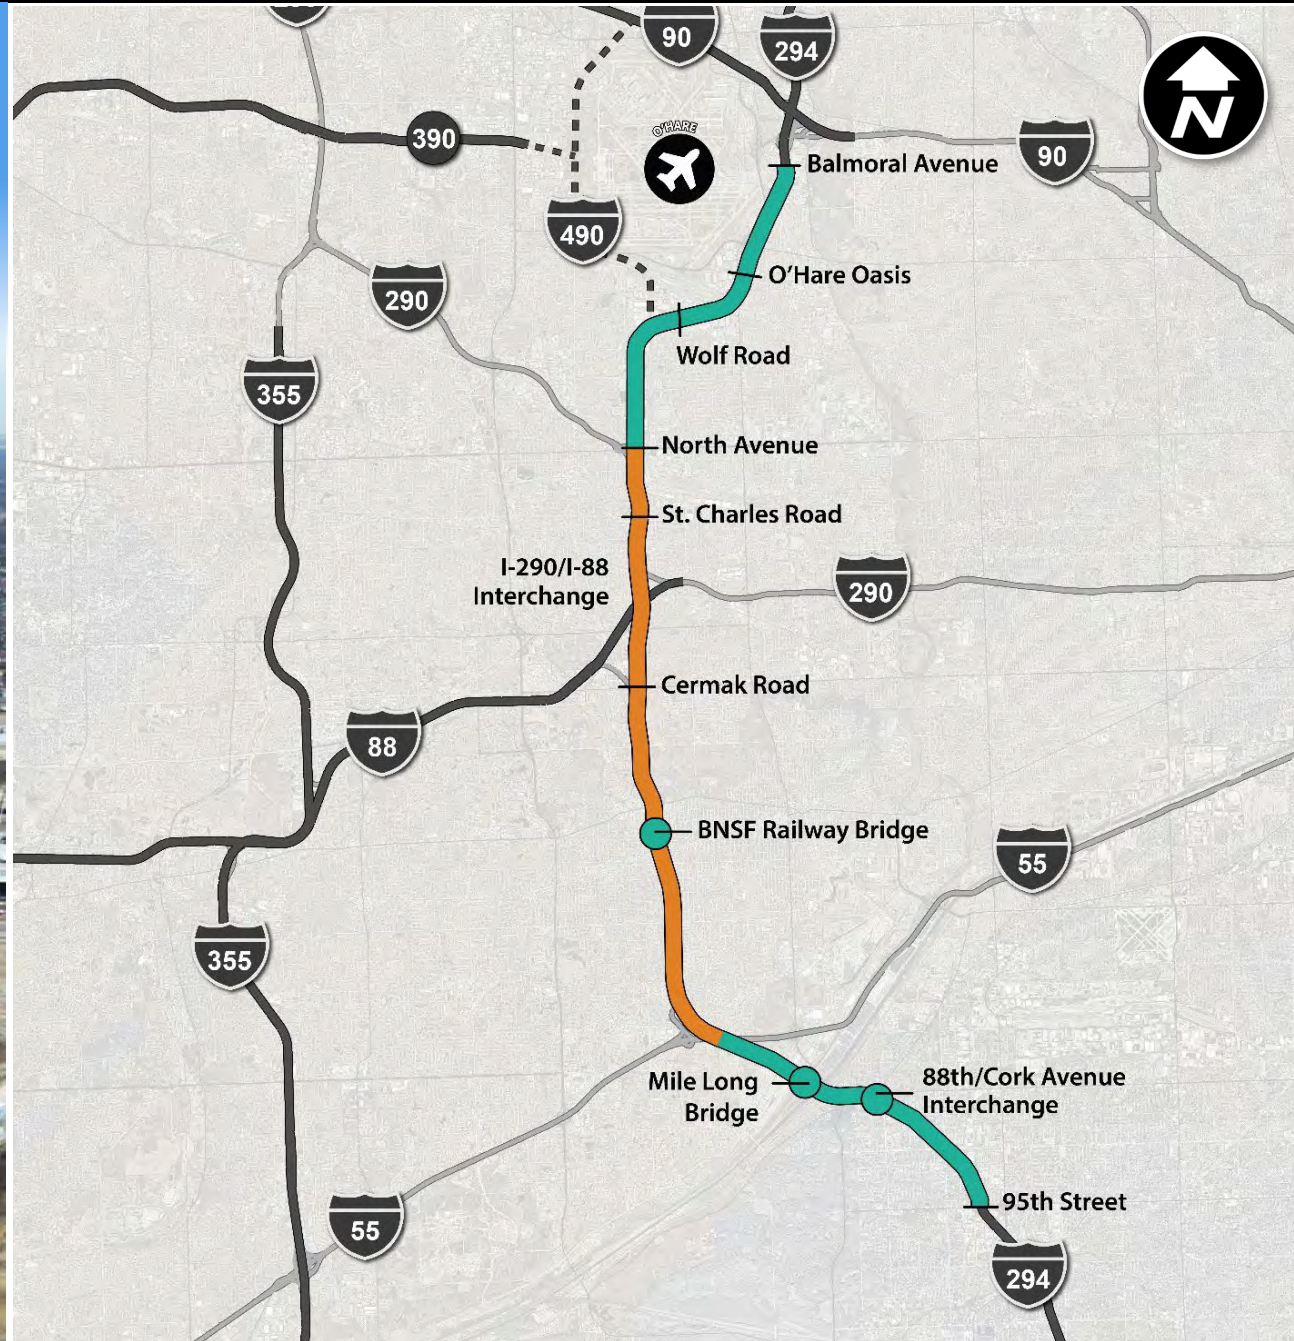 90
294
N
390
O'HARE
Balmoral Avenue
90
490
O'Hare Oasis
290
Wolf Road
355
North Avenue
St. Charles Road
I-290/I-88
Interchange
290
Cermak Road
88
BNSF Railway Bridge
55
355
Mile Long
Bridge
88th/Cork Avenue
Interchange
95th Street
55
294